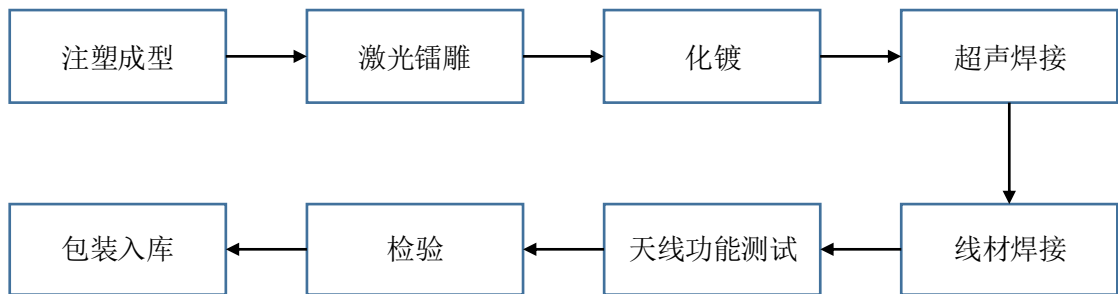 注塑成型
激光镭雕
化镀
超声焊接
线材焊接
天线功能测试
检验
包装入库